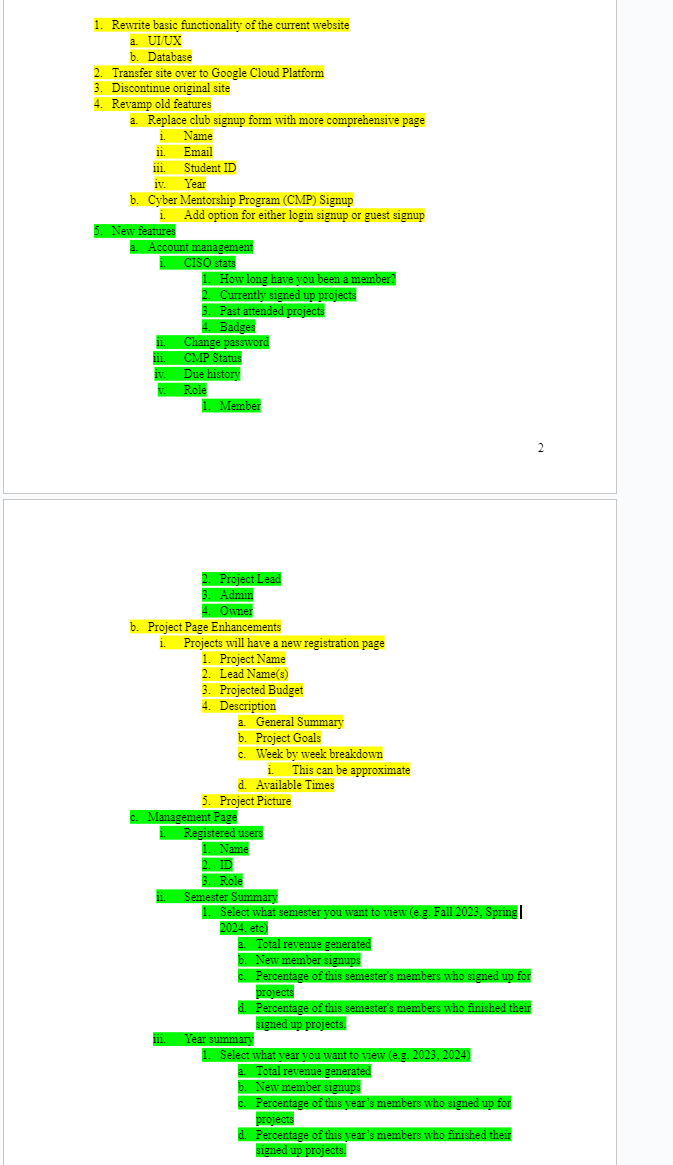 1. Rewrite basic functionality of the current website
a. UI/UX
b. Database
2. Transfer site over to Google Cloud Platform
3. Discontinue original site
4. Revamp old features
a. Replace club signup form with more comprehensive page
i. Name
ii. Email
iii. Student ID
iv. Year
b. Cyber Mentorship Program (CMP) Signup
i. Add option for either login signup or guest signup
5. New features
a. Account management
i. CISO stats
1. How long have you been a member?
2. Currently signed up projects
3. Past attended projects
4. Badges
ii. Change password
iii. CMP Status
iv. Due history
v. Role
1. Member
2
2. Project Lead
3. Admin
4. Owner
b. Project Page Enhancements
i. Projects will have a new registration page
1. Project Name
2. Lead Name(s)
3. Projected Budget
4. Description
a. General Summary
b. Project Goals
c. Week by week breakdown
i. This can be approximate
d. Available Times
5. Project Picture
c. Management Page
i. Registered users
1. Name
2. ID
3. Role
ii. Semester Summary
1. Select what semester you want to view (e.g. Fall 2023, Spring
2024, etc)
a. Total revenue generated
b. New member signups
c. Percentage of this semester's members who signed up for
projects
d. Percentage of this semester's members who finished their
signed up projects.
iii. Year summary
1. Select what year you want to view (e.g. 2023, 2024)
a. Total revenue generated
b. New member signups
c. Percentage of this year's members who signed up for
projects
d. Percentage of this year's members who finished their
signed up projects.